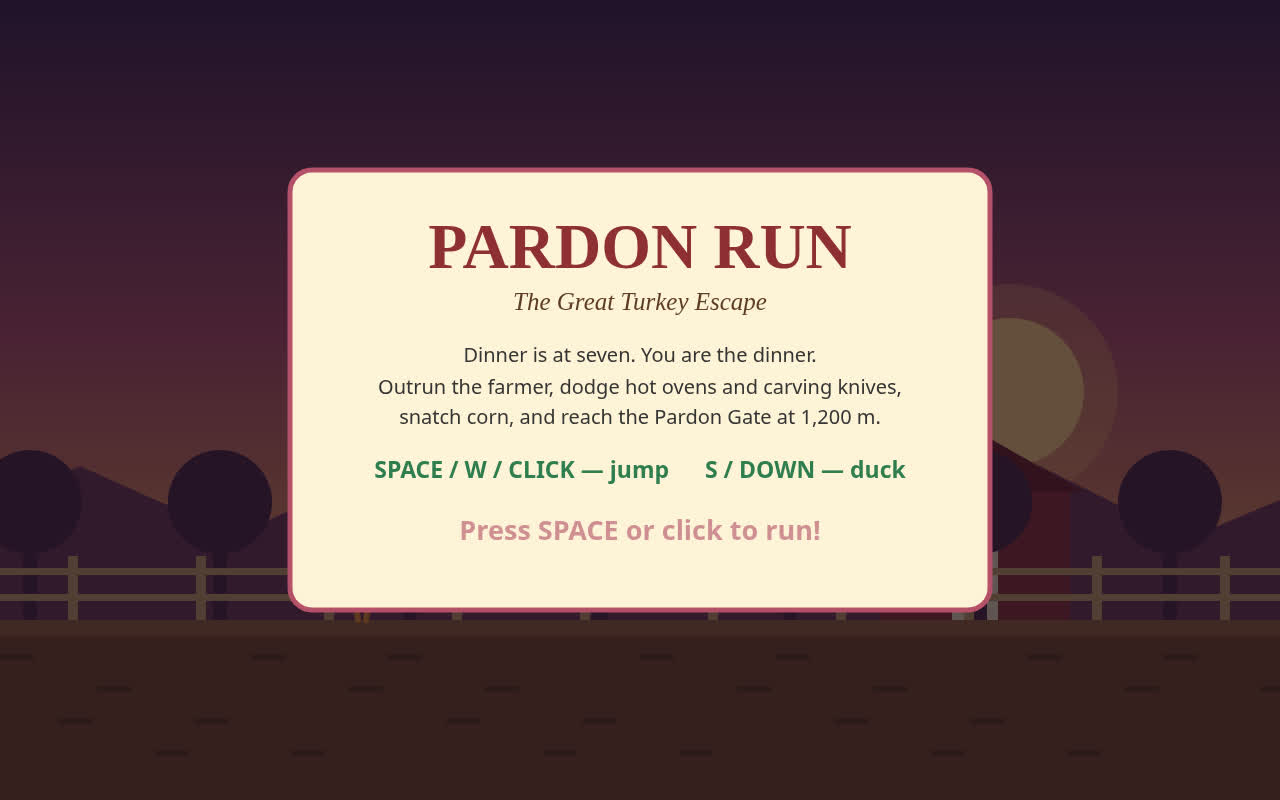 PARDON RUN
The Great Turkey Escape
Dinner is at seven. You are the dinner.
Outrun the farmer, dodge hot ovens and carving knives,
snatch corn, and reach the Pardon Gate at 1,200 m.
SPACE / W / CLICK — jump S / DOWN — duck
Press SPACE or click to run!